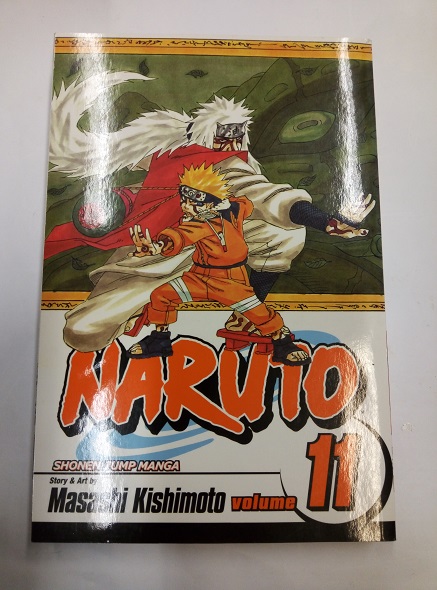 NARUTO
SHONEN JUMP MANGA
Story & Art by
Masashi Kishimoto volume 11